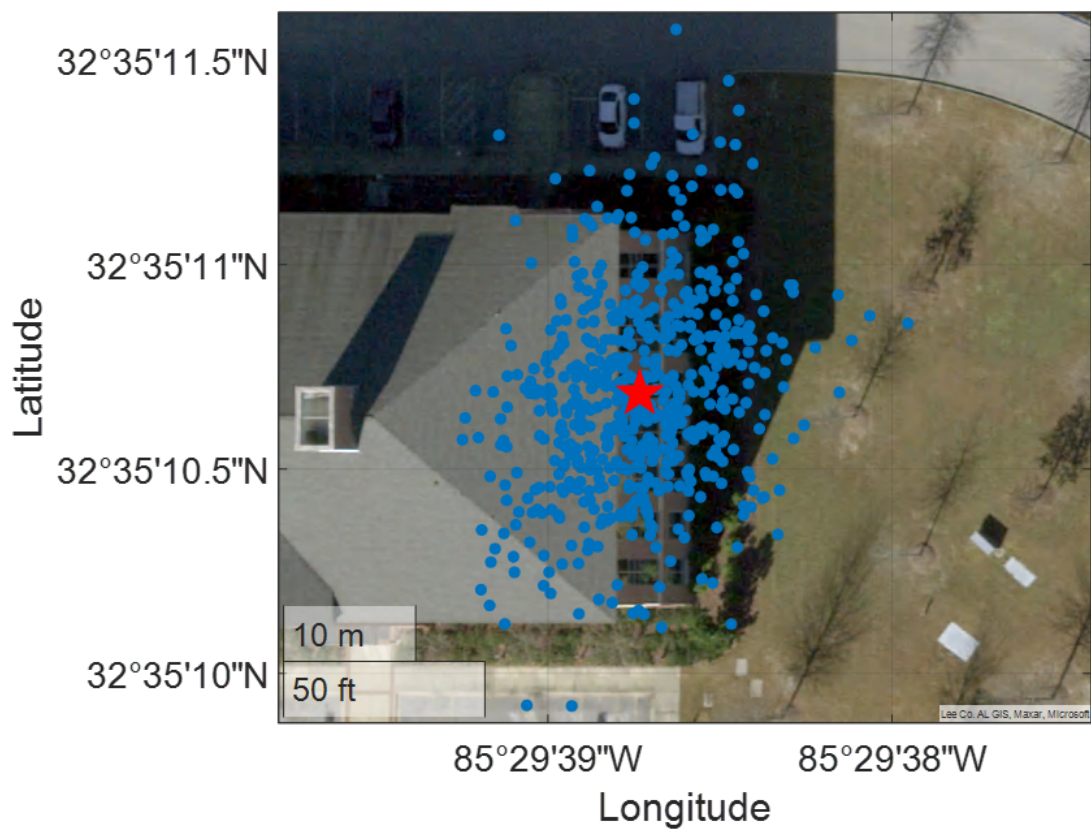 Latitude
32°35'11.5"N
32°35'11"N
32°35'10.5"N
32°35'10"N
10 m
50 ft
Lee Co. AL GIS, Maxar, Microsoft
85°29'39"W
85°29'38"W
Longitude